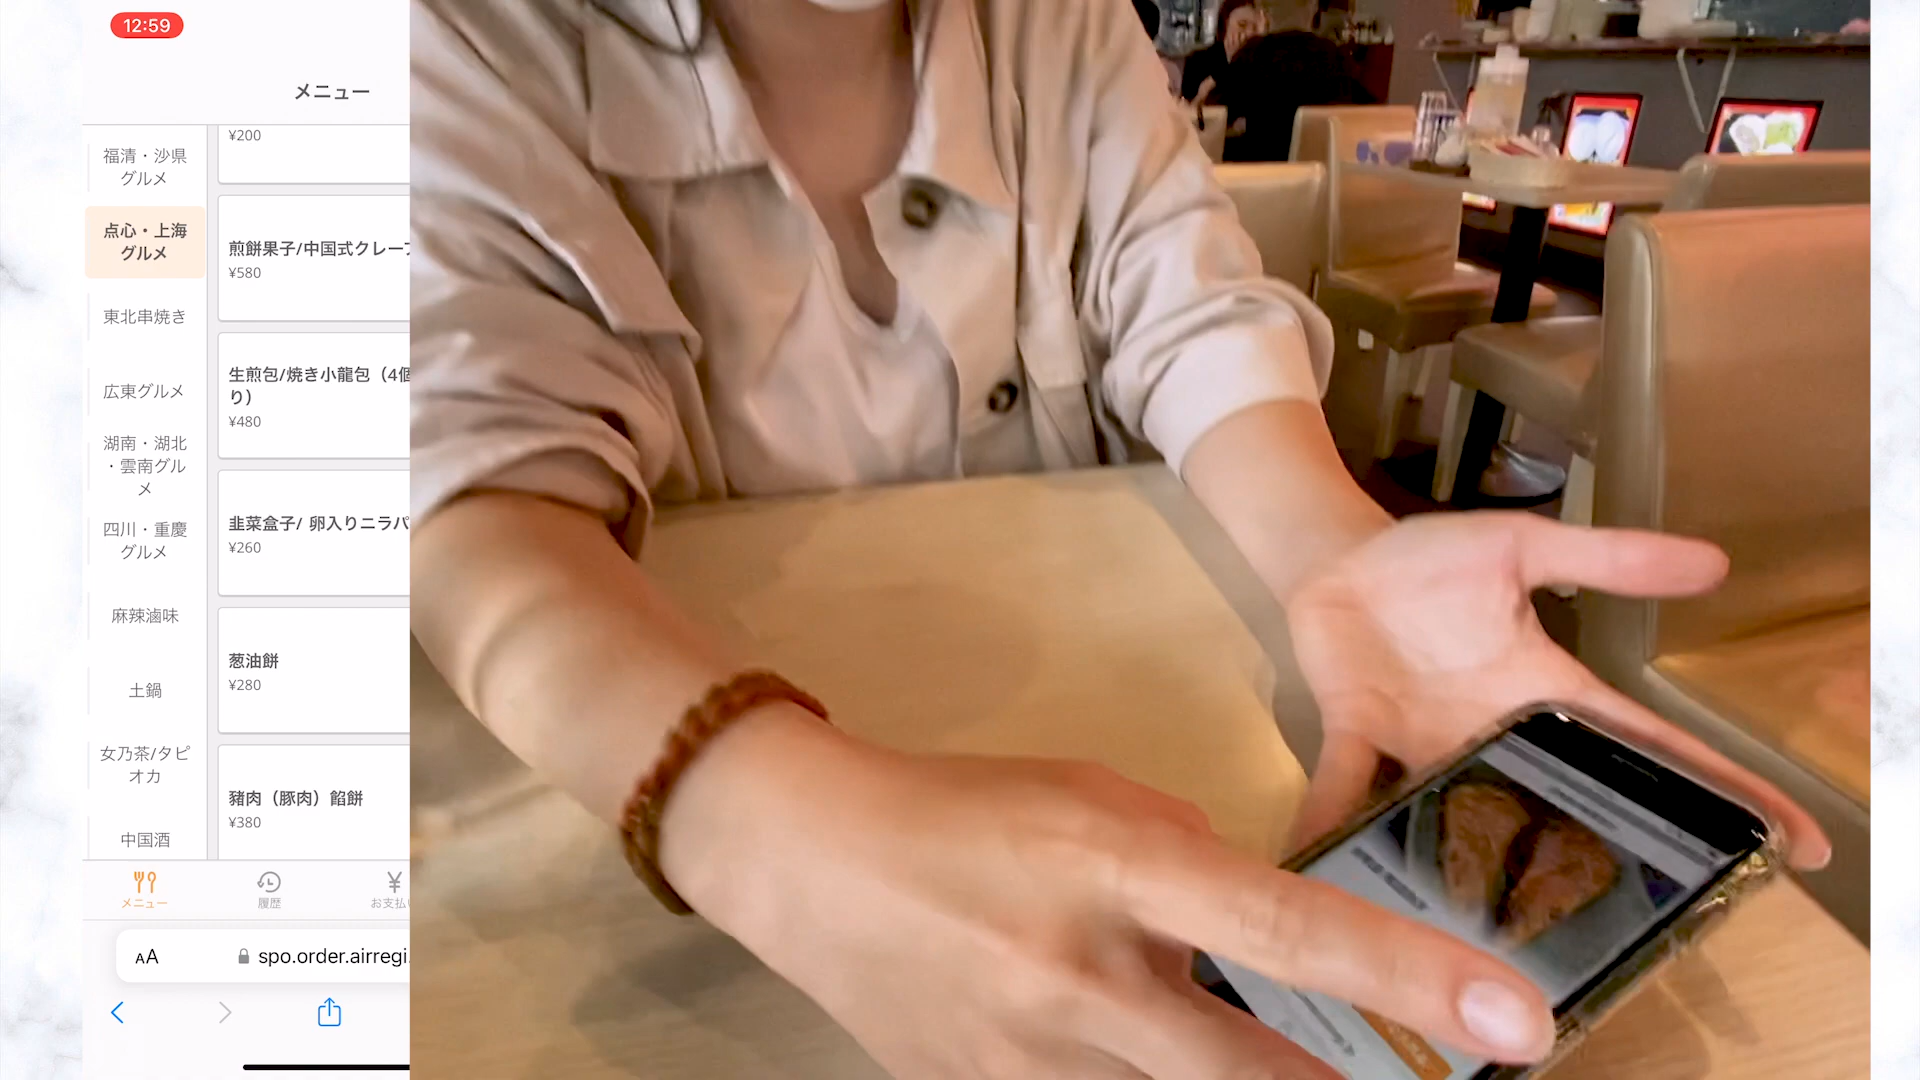 12:59
メニュー
福清・沙県
グルメ
点心・上海
グルメ
東北串焼き
広東グルメ
湖南・湖北
・雲南グル
メ
四川・重慶
グルメ
麻辣滷味
土鍋
女乃茶/タピ
オカ
中国酒
¥200
煎餅果子/中国式クレープ
¥580
生煎包/焼き小龍包（4個
り）
¥480
韭菜盒子/ 卵入りニラパ
¥260
葱油餅
¥280
豬肉（豚肉）餡餅
¥380
メニュー
履歴
お支払い
AA
spo.order.airregi.